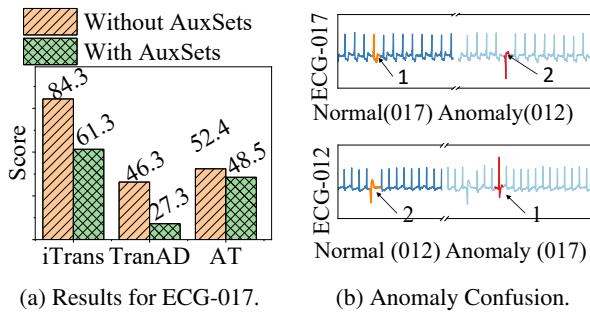 Without AuxSets
With AuxSets
84.3
61.3
46.3
27.3
52.4
48.5
Score
iTrans TranAD AT
(a) Results for ECG-017.
ECG-017
1
2
Normal(017) Anomaly(012)
ECG-012
2
1
Normal (012) Anomaly (017)
(b) Anomaly Confusion.